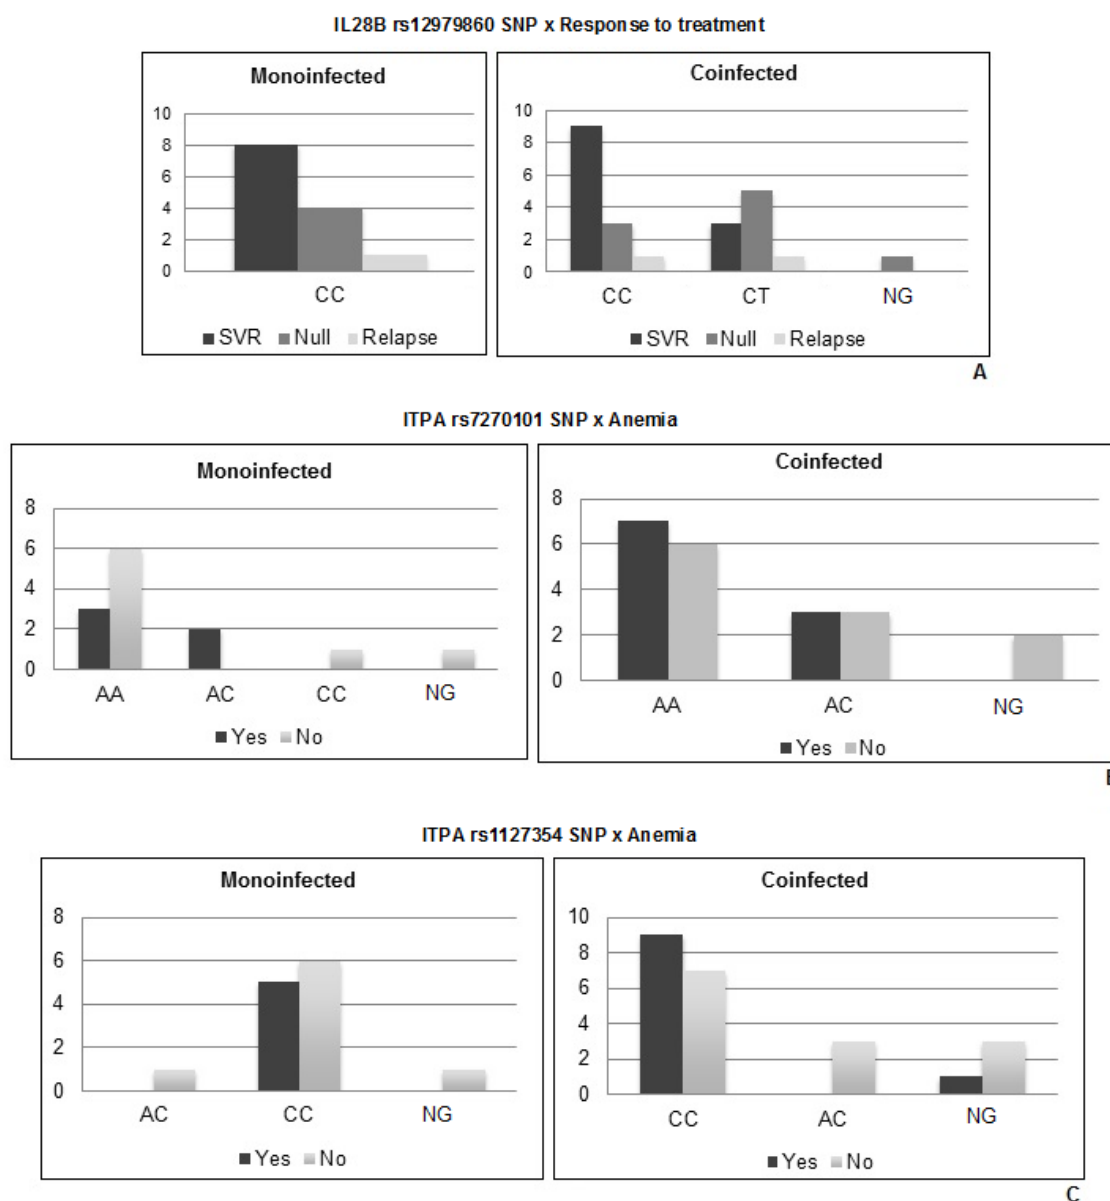 IL28B rs12979860 SNP x Response to treatment
Monoinfected
10
8
6
4
2
0
CC
SVR Null Relapse
Coinfected
10
8
6
4
2
0
CC CT NG
SVR Null Relapse
A
ITPA rs7270101 SNP x Anemia
Monoinfected
8
6
4
2
0
AA AC CC NG
Yes No
Coinfected
8
6
4
2
0
AA AC NG
Yes No
ITPA rs1127354 SNP x Anemia
Monoinfected
8
6
4
2
0
AC CC NG
Yes No
Coinfected
10
8
6
4
2
0
CC AC NG
Yes No
C